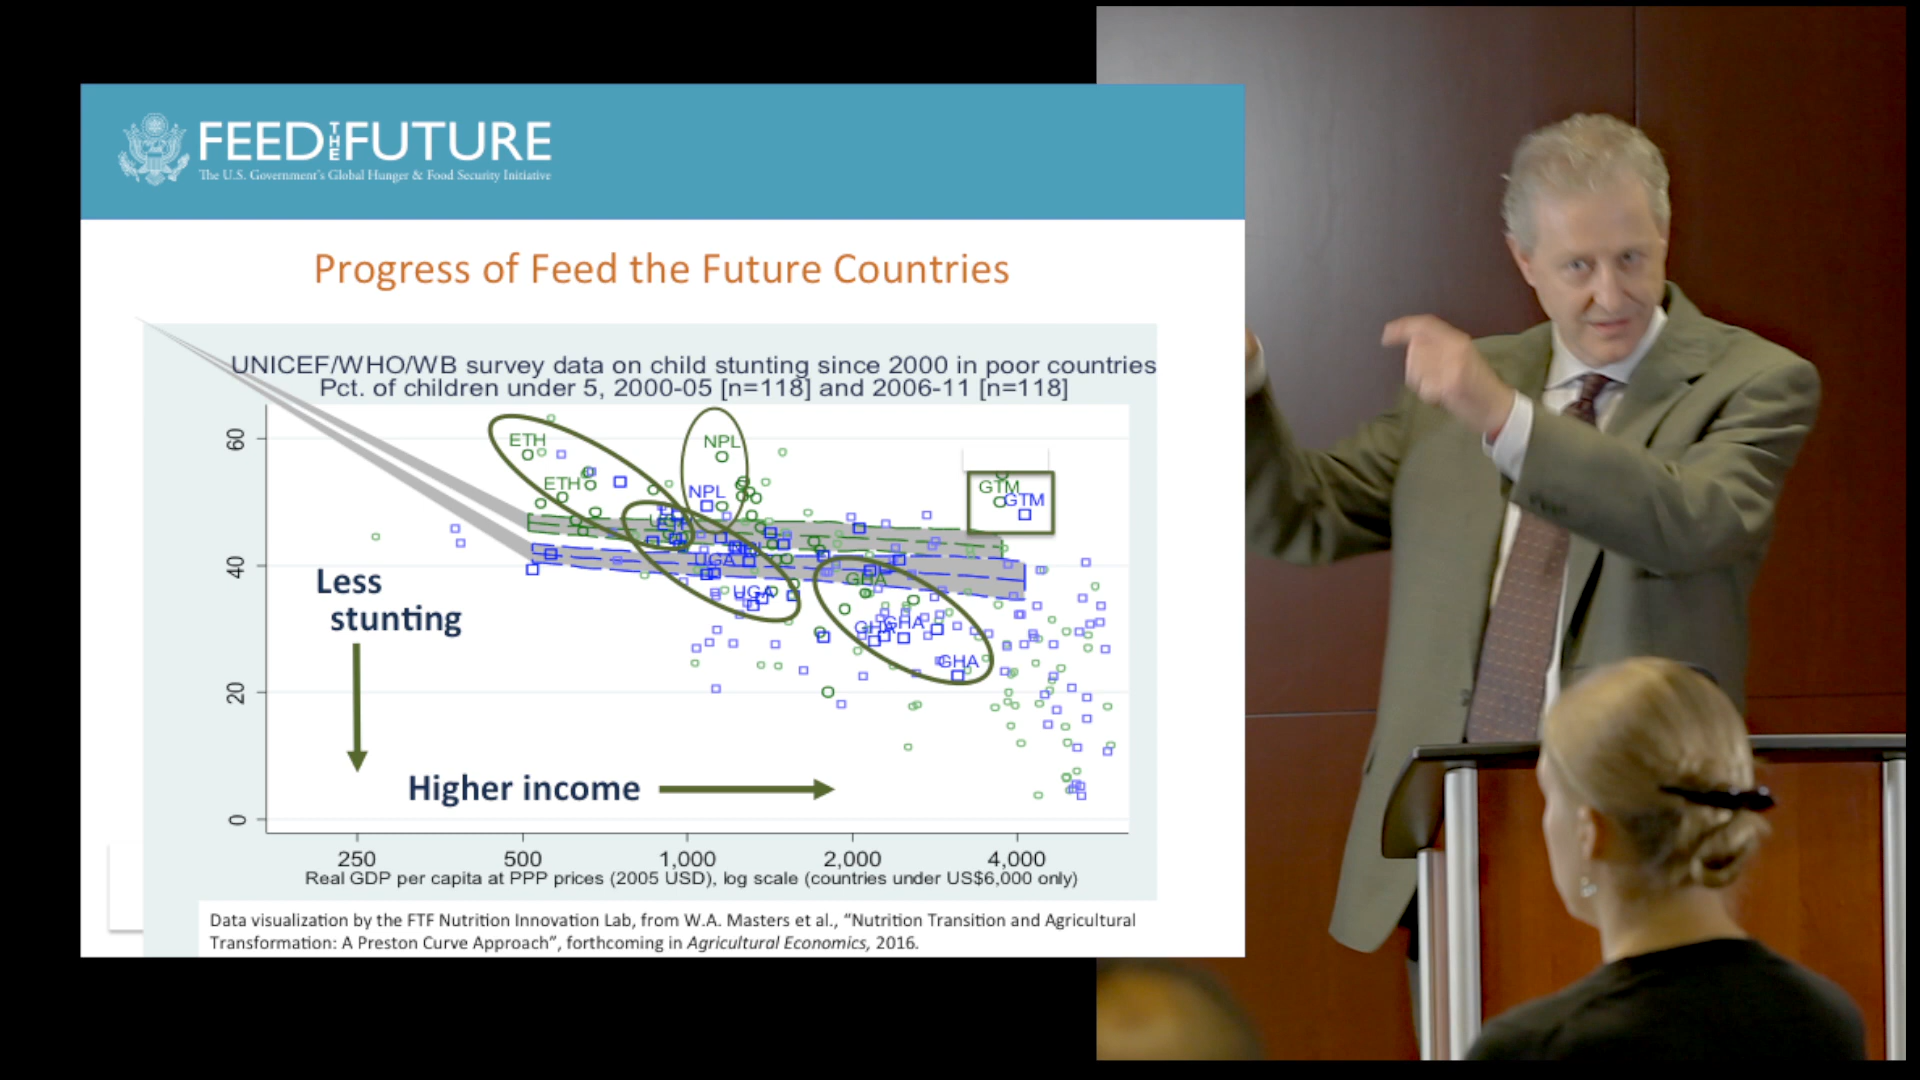 FEED THE FUTURE
The U.S. Government's Global Hunger & Food Security Initiative
Progress of Feed the Future Countries
UNICEF/WHO/WB survey data on child stunting since 2000 in poor countries
Pct. of children under 5, 2000-05 [n=118] and 2006-11 [n=118]
60
40
20
0
ETH
ETH
NPL
NPL
GTM
GTM
UGA
UGA
GHA
GHA
GHA
GHA
Less
stunting
Higher income
250 500 1,000 2,000 4,000
Real GDP per capita at PPP prices (2005 USD), log scale (countries under US$6,000 only)
Data visualization by the FTF Nutrition Innovation Lab, from W.A. Masters et al., “Nutrition Transition and Agricultural
Transformation: A Preston Curve Approach”, forthcoming in Agricultural Economics, 2016.